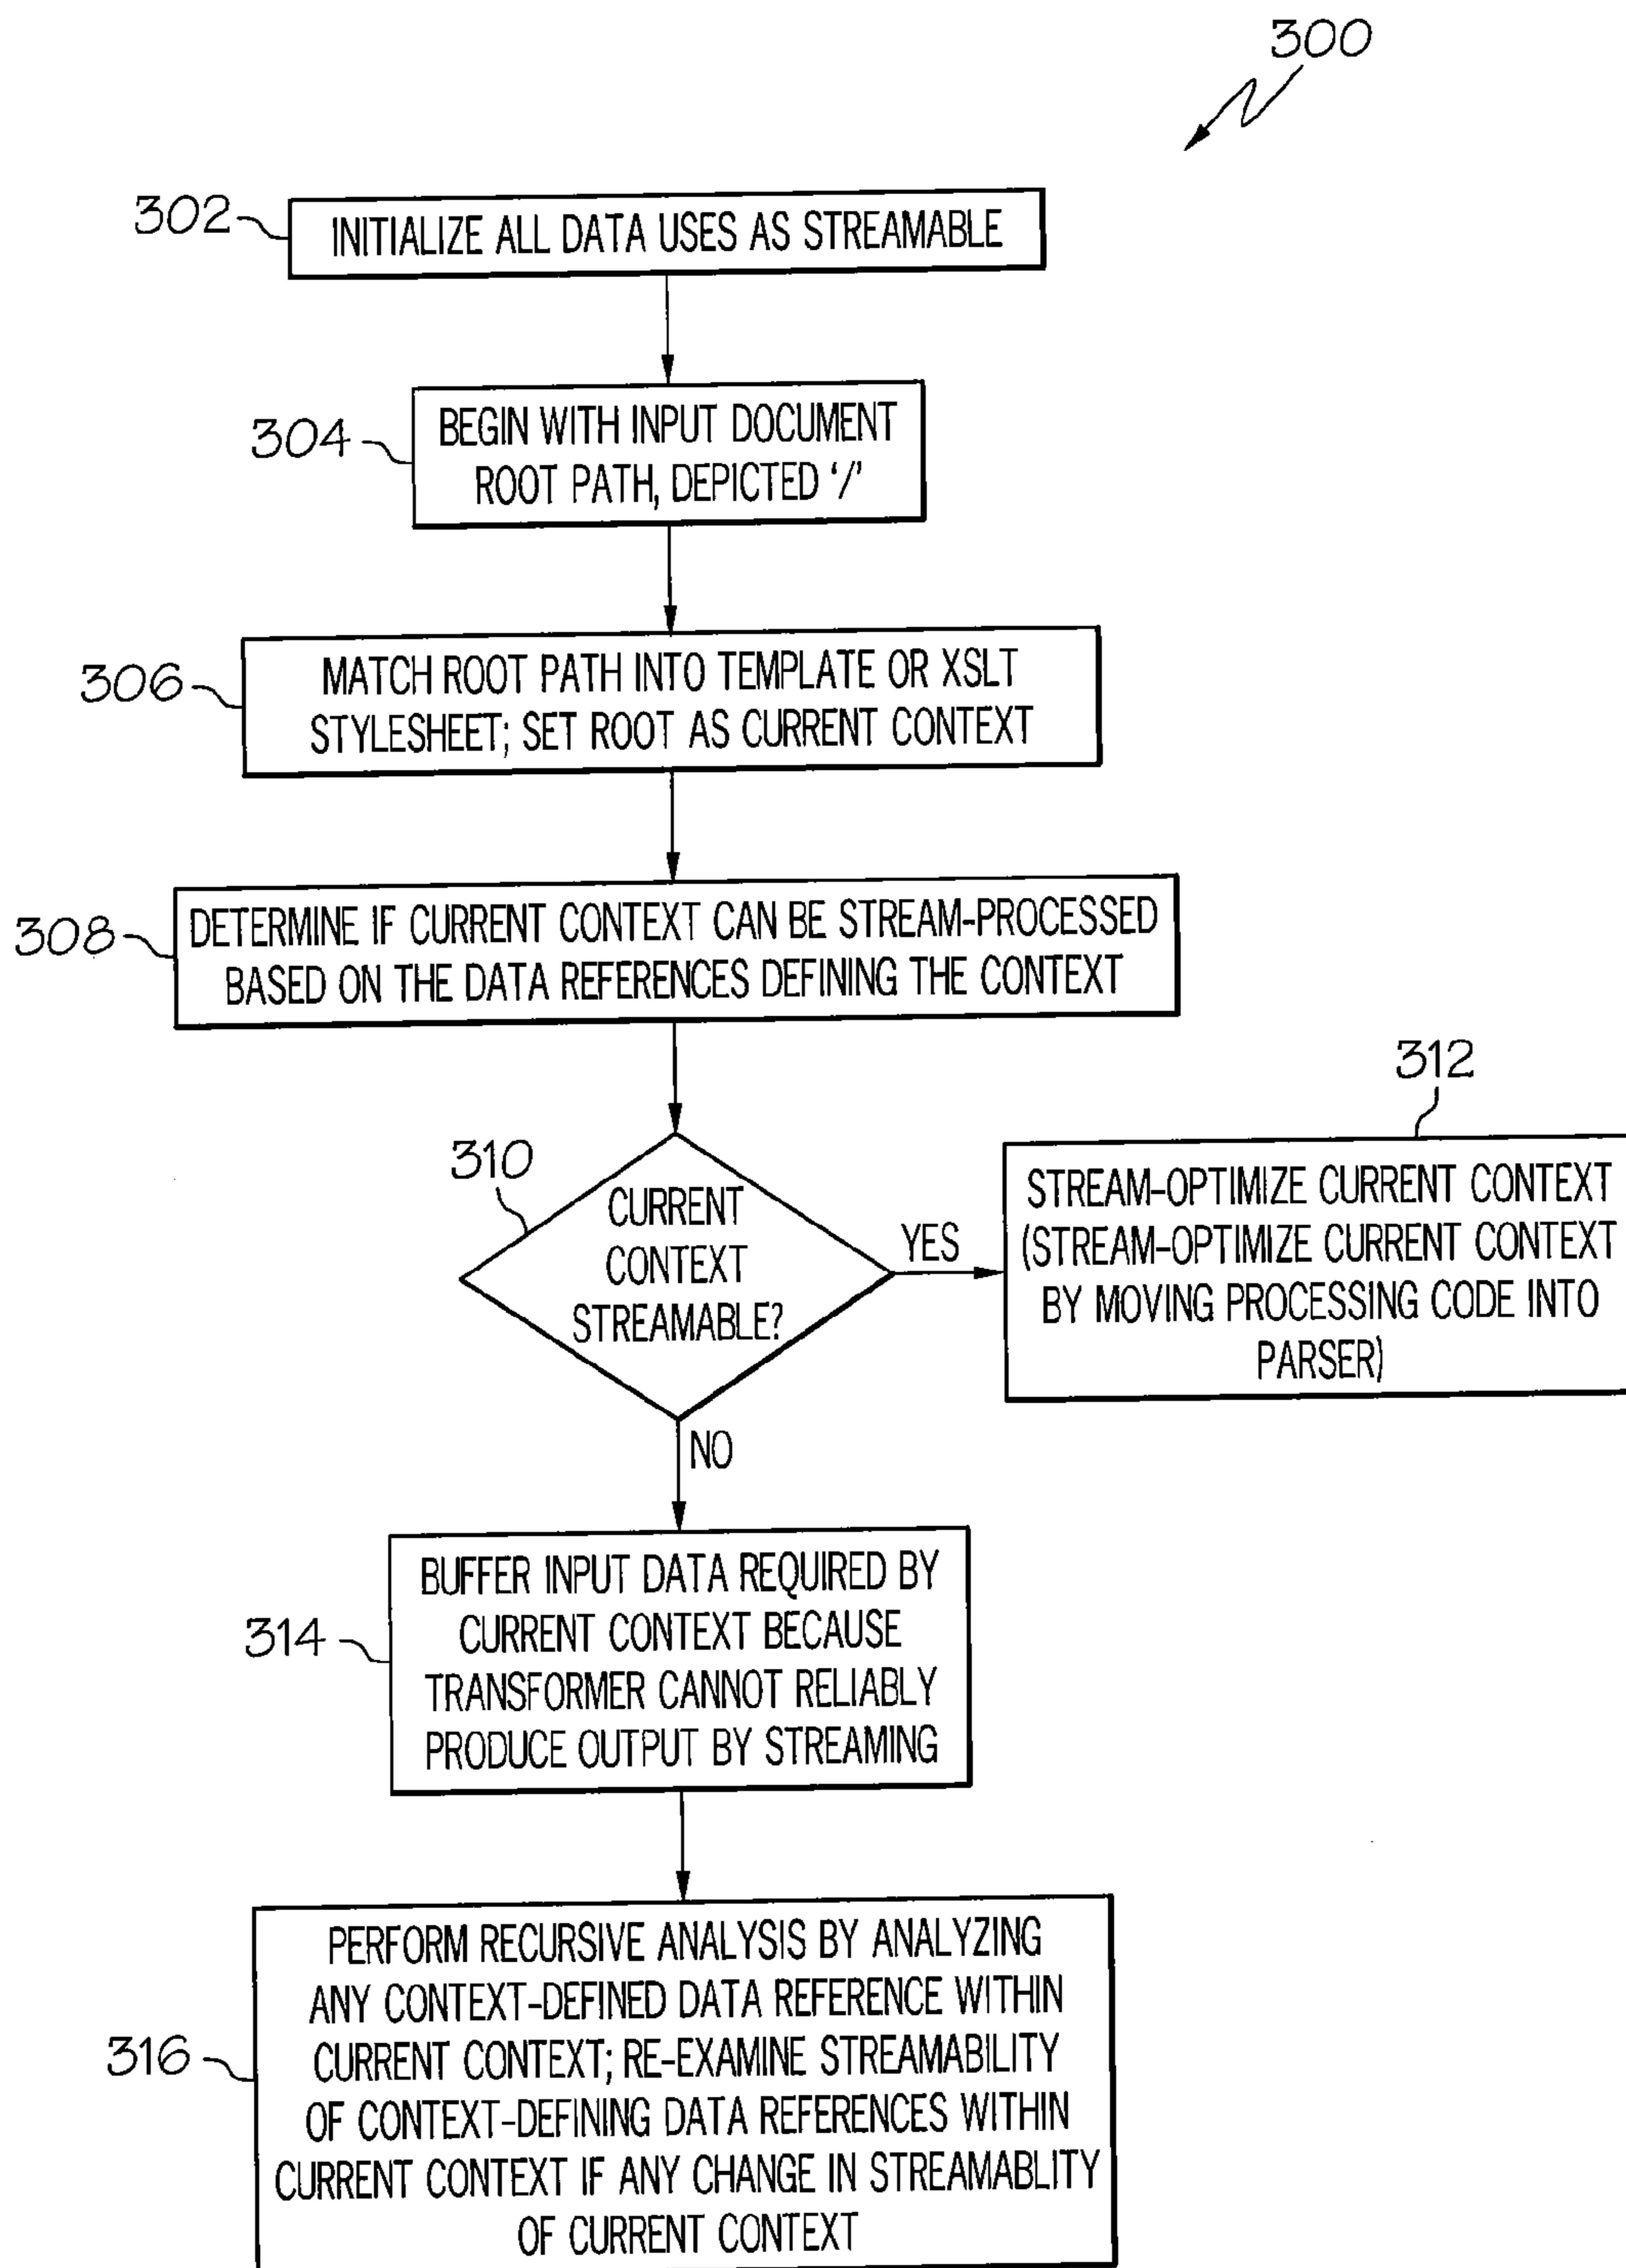 300
302
INITIALIZE ALL DATA USES AS STREAMABLE
304
BEGIN WITH INPUT DOCUMENT
ROOT PATH, DEPICTED ‘/’
306
MATCH ROOT PATH INTO TEMPLATE OR XSLT
STYLESHEET; SET ROOT AS CURRENT CONTEXT
308
DETERMINE IF CURRENT CONTEXT CAN BE STREAM-PROCESSED
BASED ON THE DATA REFERENCES DEFINING THE CONTEXT
310
CURRENT
CONTEXT
STREAMABLE?
YES
312
STREAM-OPTIMIZE CURRENT CONTEXT
(STREAM-OPTIMIZE CURRENT CONTEXT
BY MOVING PROCESSING CODE INTO
PARSER)
NO
314
BUFFER INPUT DATA REQUIRED BY
CURRENT CONTEXT BECAUSE
TRANSFORMER CANNOT RELIABLY
PRODUCE OUTPUT BY STREAMING
316
PERFORM RECURSIVE ANALYSIS BY ANALYZING
ANY CONTEXT-DEFINED DATA REFERENCE WITHIN
CURRENT CONTEXT; RE-EXAMINE STREAMABILITY
OF CONTEXT-DEFINING DATA REFERENCES WITHIN
CURRENT CONTEXT IF ANY CHANGE IN STREAMABLITY
OF CURRENT CONTEXT